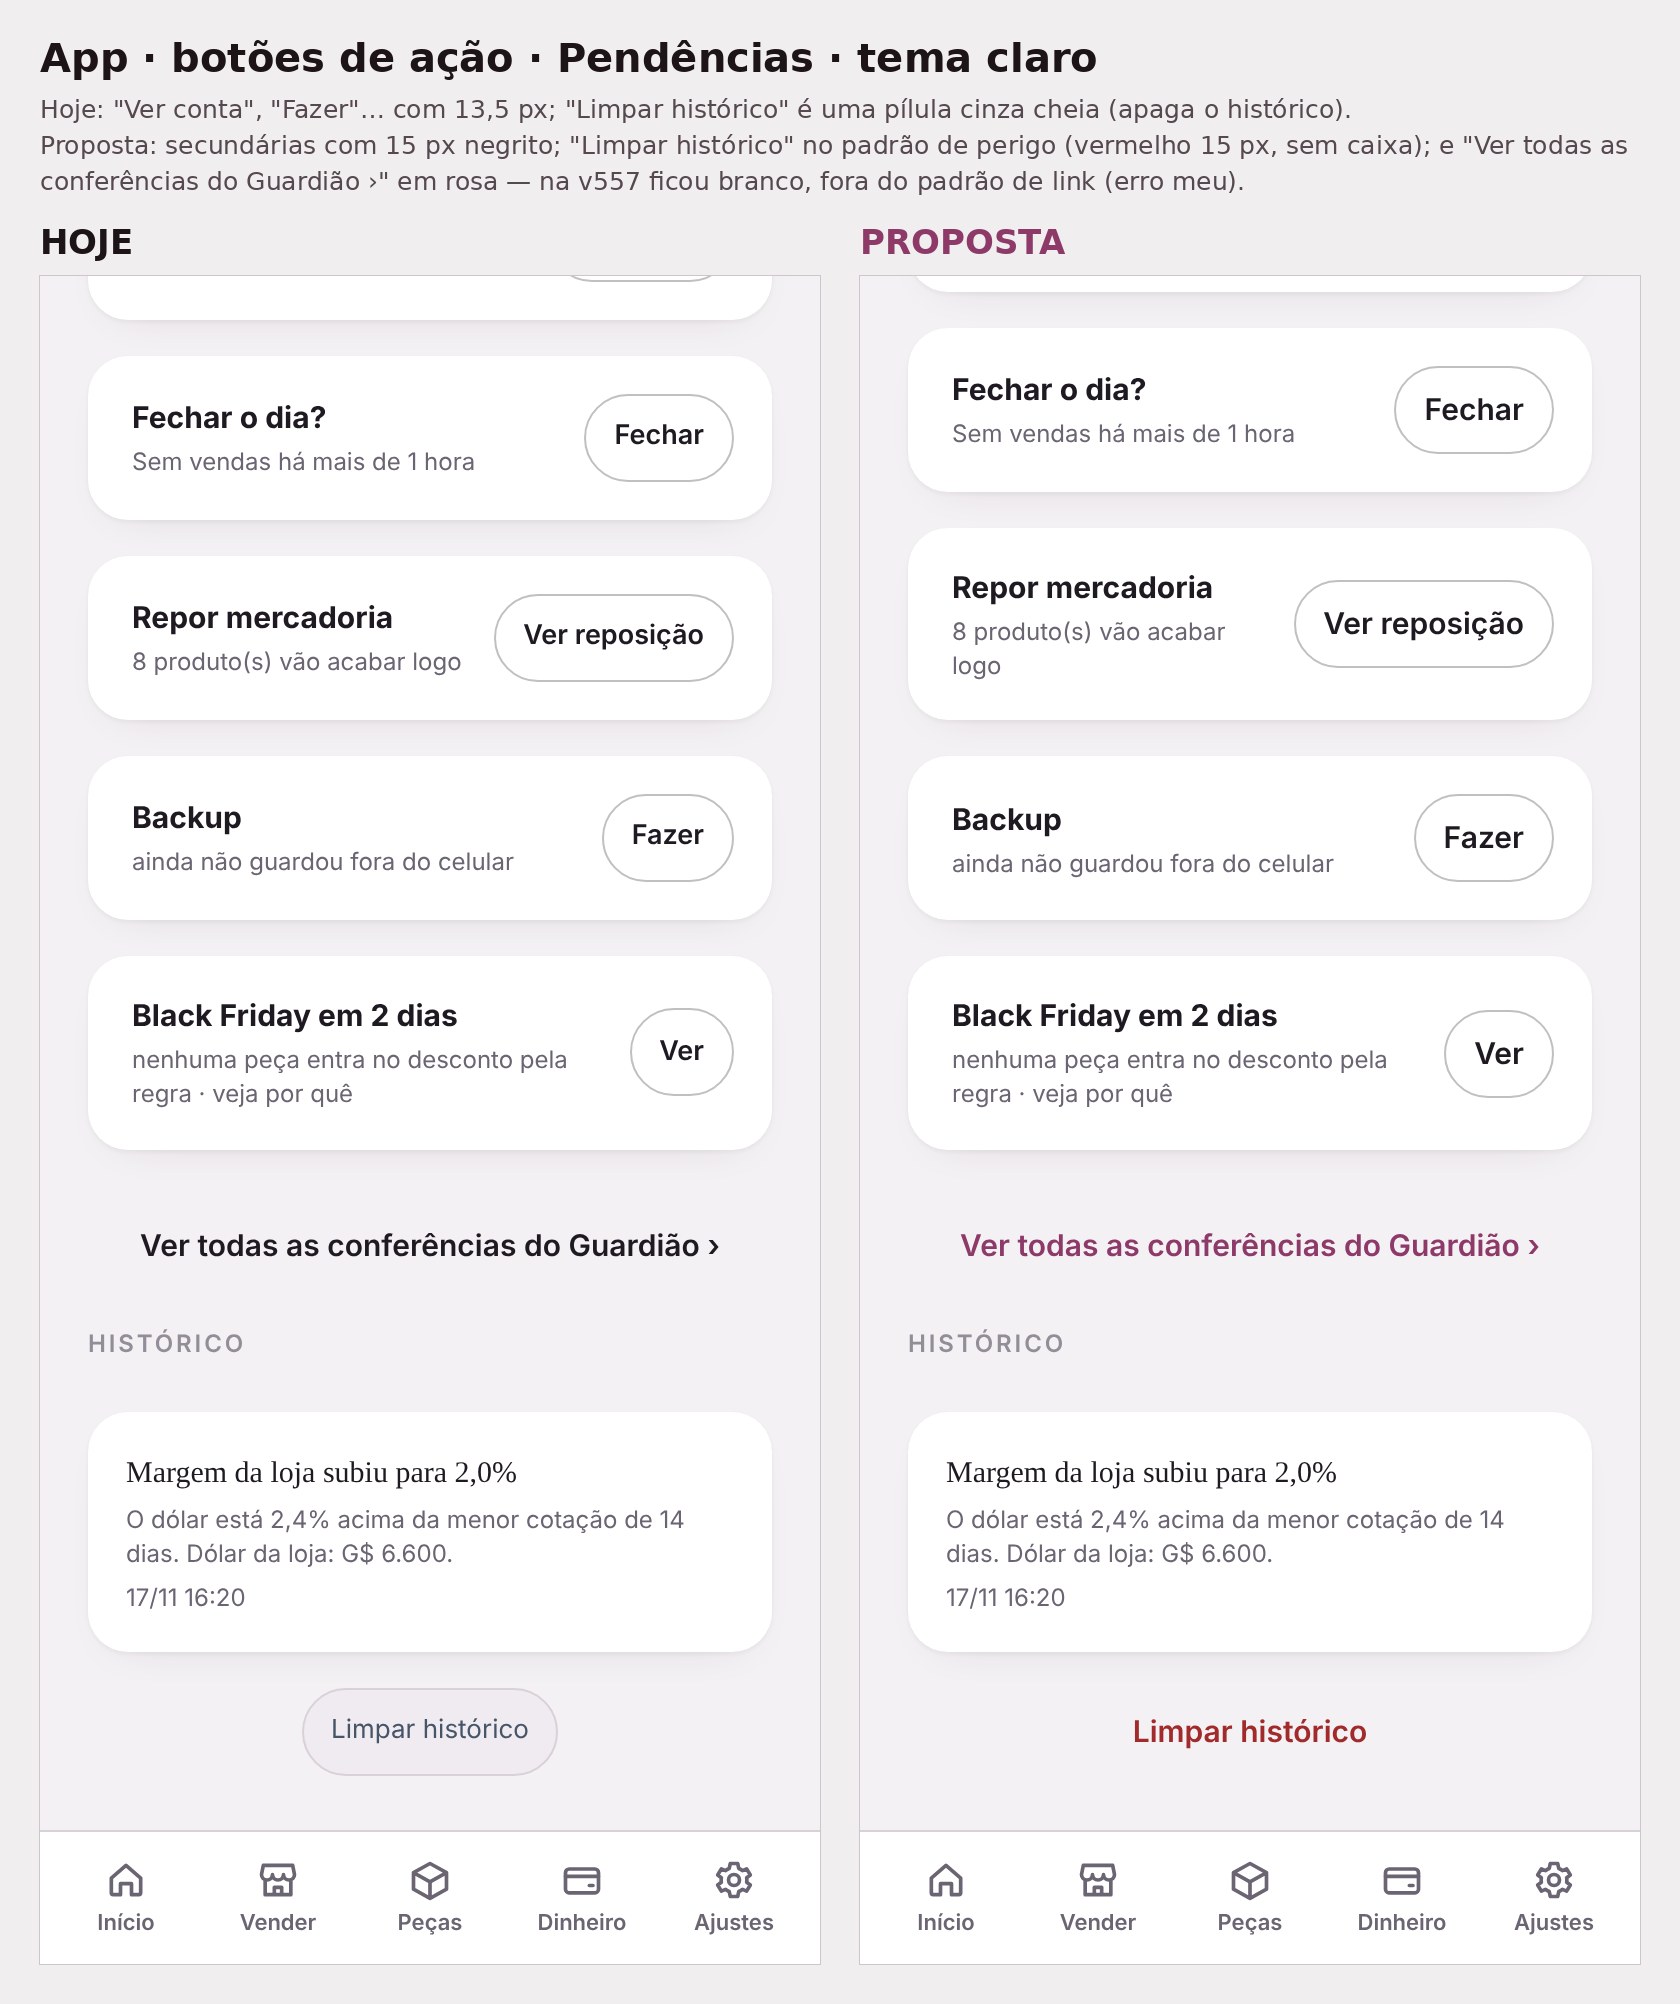 App · botões de ação · Pendências · tema claro
Hoje: "Ver conta", "Fazer"... com 13,5 px; "Limpar histórico" é uma pílula cinza cheia (apaga o histórico).
Proposta: secundárias com 15 px negrito; "Limpar histórico" no padrão de perigo (vermelho 15 px, sem caixa); e "Ver todas as
conferências do Guardião ›" em rosa — na v557 ficou branco, fora do padrão de link (erro meu).
HOJE
Fechar o dia?
Sem vendas há mais de 1 hora
Fechar
Repor mercadoria
8 produto(s) vão acabar logo
Ver reposição
Backup
ainda não guardou fora do celular
Fazer
Black Friday em 2 dias
nenhuma peça entra no desconto pela
regra · veja por quê
Ver
Ver todas as conferências do Guardião ›
HISTÓRICO
Margem da loja subiu para 2,0%
O dólar está 2,4% acima da menor cotação de 14
dias. Dólar da loja: G$ 6.600.
17/11 16:20
Limpar histórico
Início
Vender
Peças
Dinheiro
Ajustes
PROPOSTA
Fechar o dia?
Sem vendas há mais de 1 hora
Fechar
Repor mercadoria
8 produto(s) vão acabar
logo
Ver reposição
Backup
ainda não guardou fora do celular
Fazer
Black Friday em 2 dias
nenhuma peça entra no desconto pela
regra · veja por quê
Ver
Ver todas as conferências do Guardião ›
HISTÓRICO
Margem da loja subiu para 2,0%
O dólar está 2,4% acima da menor cotação de 14
dias. Dólar da loja: G$ 6.600.
17/11 16:20
Limpar histórico
Início
Vender
Peças
Dinheiro
Ajustes